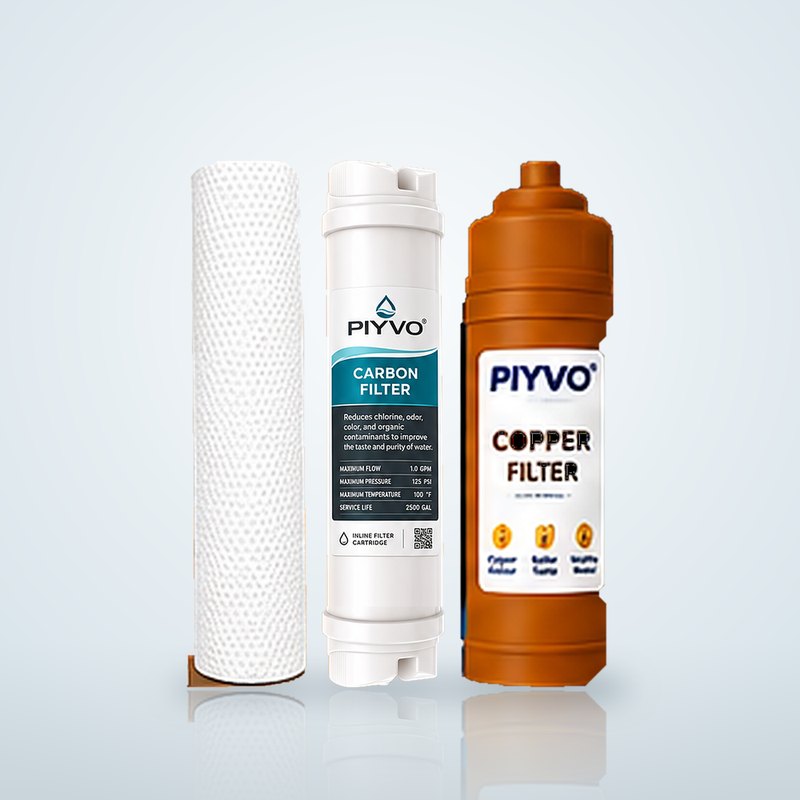 PIYVO®
CARBON
FILTER
Reduces chlorine, odor,
color, and organic
contaminants to improve
the taste and purity of water.
MAXIMUM FLOW 1.0 GPM
MAXIMUM PRESSURE 125 PSI
MAXIMUM TEMPERATURE 100 °F
SERVICE LIFE 2500 GAL
INLINE FILTER
CARTRIDGE
PIYVO®
COPPER
FILTER